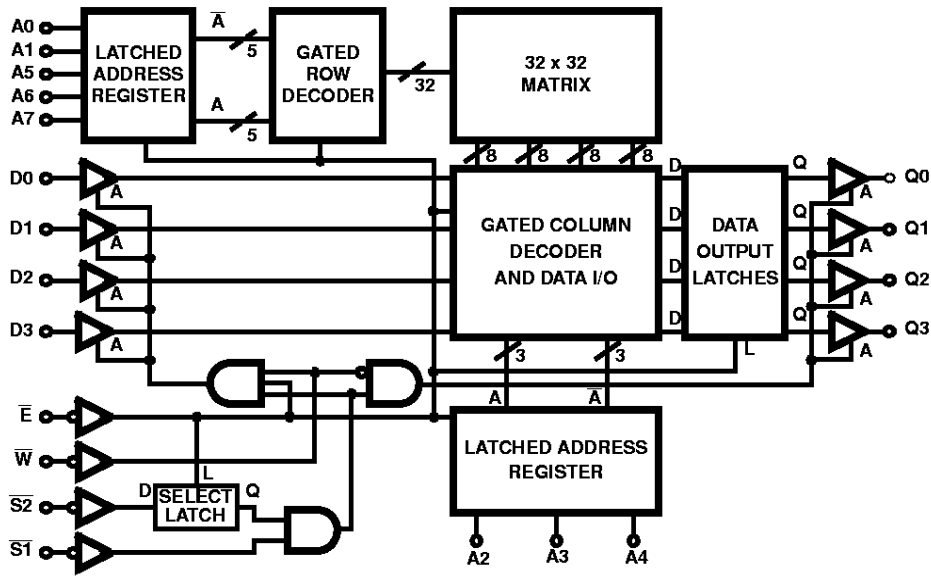 A0
A1
A5
A6
A7
LATCHED
ADDRESS
REGISTER
A̅
5
A
5
GATED
ROW
DECODER
32
32 x 32
MATRIX
8
8
8
8
D0
A
D1
A
D2
A
D3
A
GATED COLUMN
DECODER
AND DATA I/O
D
D
D
D
DATA
OUTPUT
LATCHES
L
Q
Q
Q
Q
A
Q0
A
Q1
A
Q2
A
Q3
3
3
A
A̅
E̅
W̅
S̅2̅
S̅1̅
L
D
SELECT
LATCH
Q
LATCHED ADDRESS
REGISTER
A2
A3
A4